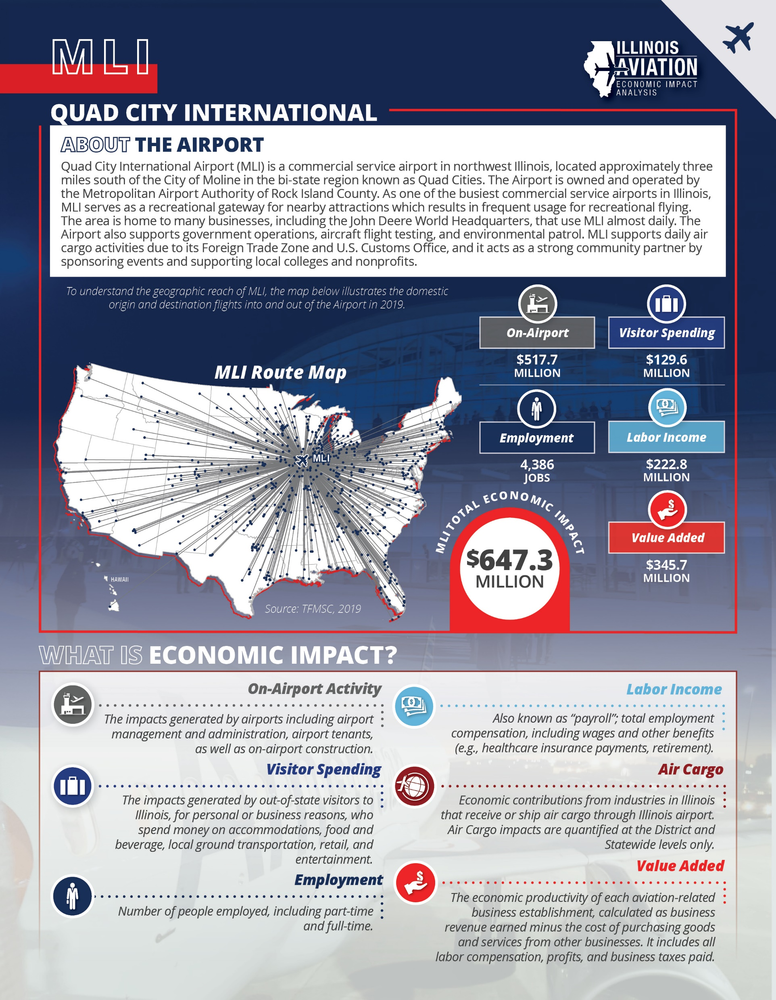 MLI
ILLINOIS
AVIATION
ECONOMIC IMPACT
ANALYSIS
QUAD CITY INTERNATIONAL
ABOUT THE AIRPORT
Quad City International Airport (MLI) is a commercial service airport in northwest Illinois, located approximately three
miles south of the City of Moline in the bi-state region known as Quad Cities. The Airport is owned and operated by
the Metropolitan Airport Authority of Rock Island County. As one of the busiest commercial service airports in Illinois,
MLI serves as a recreational gateway for nearby attractions which results in frequent usage for recreational flying.
The area is home to many businesses, including the John Deere World Headquarters, that use MLI almost daily. The
Airport also supports government operations, aircraft flight testing, and environmental patrol. MLI supports daily air
cargo activities due to its Foreign Trade Zone and U.S. Customs Office, and it acts as a strong community partner by
sponsoring events and supporting local colleges and nonprofits.
To understand the geographic reach of MLI, the map below illustrates the domestic
origin and destination flights into and out of the Airport in 2019.
MLI Route Map
MLI
HAWAII
Source: TFMSC, 2019
On-Airport
$517.7
MILLION
Visitor Spending
$129.6
MILLION
Employment
4,386
JOBS
Labor Income
$222.8
MILLION
MLI TOTAL ECONOMIC IMPACT
$647.3
MILLION
Value Added
$345.7
MILLION
WHAT IS ECONOMIC IMPACT?
On-Airport Activity
The impacts generated by airports including airport
management and administration, airport tenants,
as well as on-airport construction.
Visitor Spending
The impacts generated by out-of-state visitors to
Illinois, for personal or business reasons, who
spend money on accommodations, food and
beverage, local ground transportation, retail, and
entertainment.
Employment
Number of people employed, including part-time
and full-time.
Labor Income
Also known as “payroll”; total employment
compensation, including wages and other benefits
(e.g., healthcare insurance payments, retirement).
Air Cargo
Economic contributions from industries in Illinois
that receive or ship air cargo through Illinois airport.
Air Cargo impacts are quantified at the District and
Statewide levels only.
Value Added
The economic productivity of each aviation-related
business establishment, calculated as business
revenue earned minus the cost of purchasing goods
and services from other businesses. It includes all
labor compensation, profits, and business taxes paid.